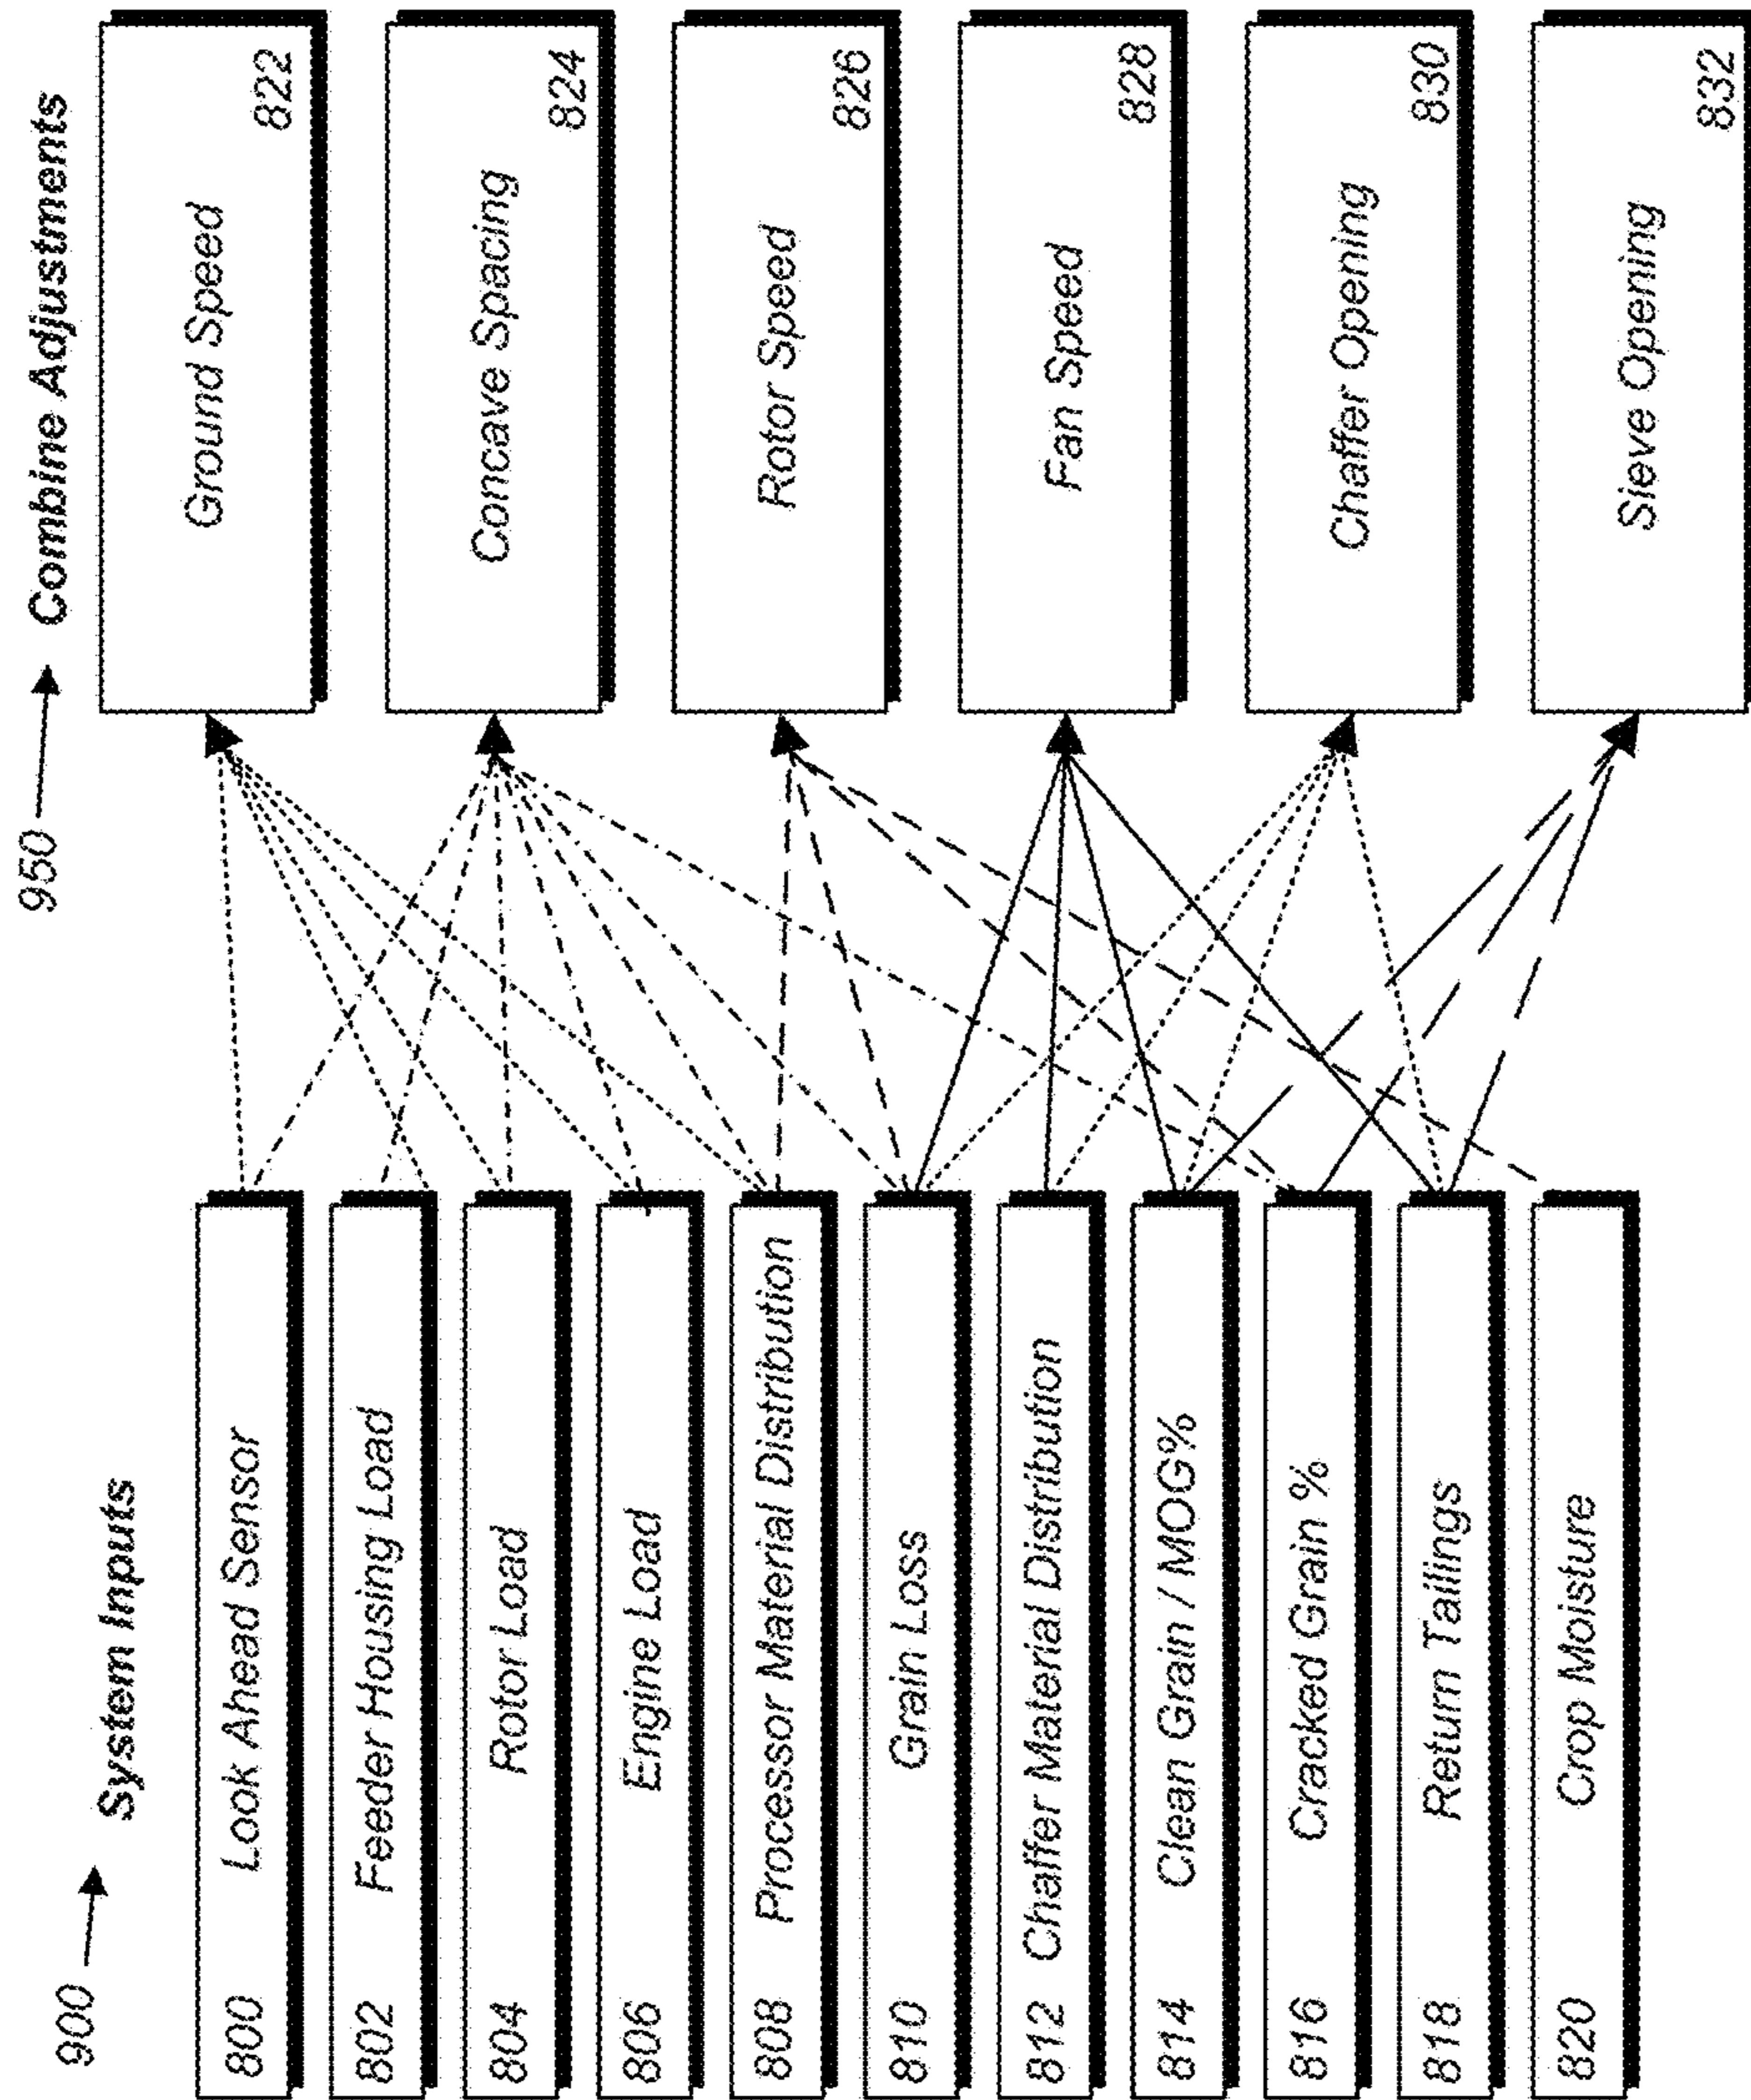 900
System Inputs
800 Look Ahead Sensor
802 Feeder Housing Load
804 Rotor Load
806 Engine Load
808 Processor Material Distribution
810 Grain Loss
812 Chaffer Material Distribution
814 Clean Grain / MOG%
816 Cracked Grain %
818 Return Tailings
820 Crop Moisture
950
Combine Adjustments
Ground Speed
822
Concave Spacing
824
Rotor Speed
826
Fan Speed
828
Chaffer Opening
830
Sieve Opening
832